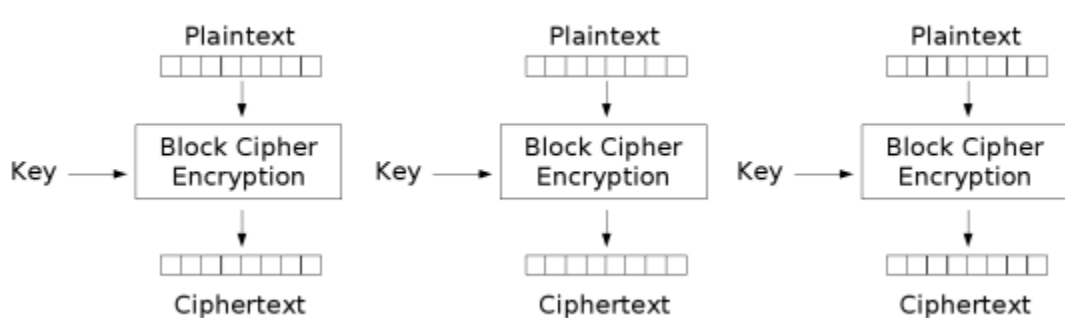 Plaintext Plaintext Plaintext
Key Block Cipher Encryption Key Block Cipher Encryption Key Block Cipher Encryption
Ciphertext Ciphertext Ciphertext